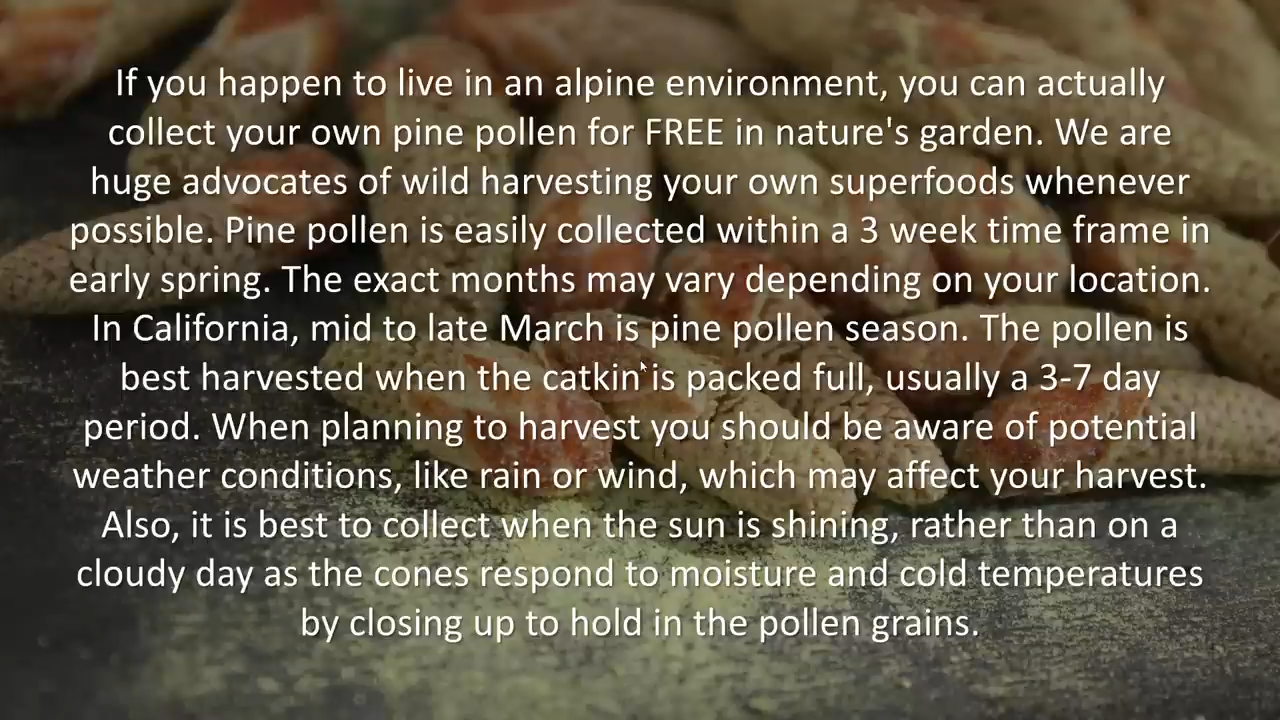 If you happen to live in an alpine environment, you can actually
collect your own pine pollen for FREE in nature's garden. We are
huge advocates of wild harvesting your own superfoods whenever
possible. Pine pollen is easily collected within a 3 week time frame in
early spring. The exact months may vary depending on your location.
In California, mid to late March is pine pollen season. The pollen is
best harvested when the catkin is packed full, usually a 3-7 day
period. When planning to harvest you should be aware of potential
weather conditions, like rain or wind, which may affect your harvest.
Also, it is best to collect when the sun is shining, rather than on a
cloudy day as the cones respond to moisture and cold temperatures
by closing up to hold in the pollen grains.